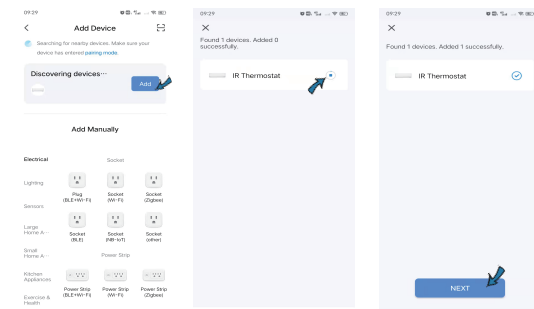 09:29
Add Device
Searching for nearby devices. Make sure your
device has entered pairing mode.
Discovering devices...
Add
Add Manually
Electrical
Socket
Lighting
Plug
(BLE+Wi-Fi)
Socket
(Wi-Fi)
Socket
(Zigbee)
Sensors
Large
Home A...
Socket
(BLE)
Socket
(NB-IoT)
Socket
(other)
Small
Home A...
Power Strip
Kitchen
Appliances
Power Strip
(BLE+Wi-Fi)
Power Strip
(Wi-Fi)
Power Strip
(Zigbee)
Exercise &
Health
09:29
Found 1 devices. Added 0
successfully.
IR Thermostat
09:29
Found 1 devices. Added 1 successfully.
IR Thermostat
NEXT